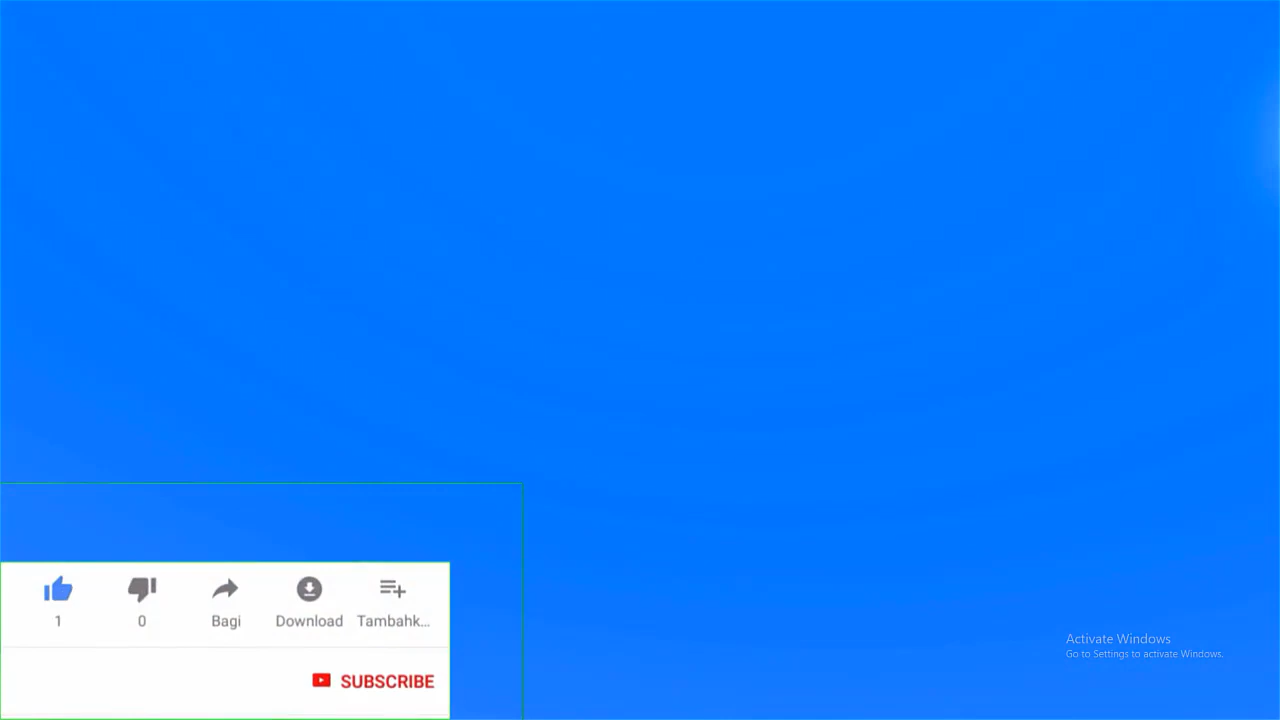 1
0
Bagi
Download
Tambahk...
SUBSCRIBE
Activate Windows
Go to Settings to activate Windows.